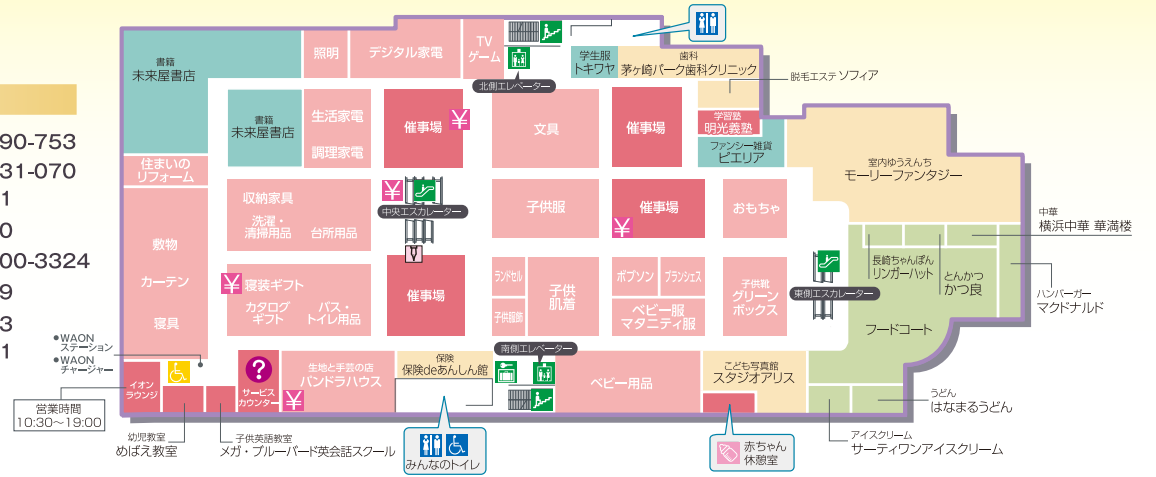 90-753
31-070
1
0
00-3324
9
3
1
書籍
未来屋書店
照明
デジタル家電
TV
ゲーム
北側エレベーター
学生服
トキワヤ
歯科
茅ヶ崎パーク歯科クリニック
脱毛エステ ソフィア
書籍
未来屋書店
生活家電
調理家電
催事場
¥
文具
催事場
学習塾
明光義塾
ファンシー雑貨
ピエリア
室内ゆうえんち
モーリーファンタジー
住まいの
リフォーム
収納家具
洗濯・
清掃用品
台所用品
¥
中央エスカレーター
子供服
催事場
¥
おもちゃ
中華
横浜中華 華満楼
敷物
カーテン
寝具
¥
寝装ギフト
カタログ
ギフト
バス・
トイレ用品
催事場
ランドセル
子供服飾
子供
肌着
ポプソン
ブランシェス
ベビー服
マタニティ服
子供靴
グリーン
ボックス
東側エスカレーター
長崎ちゃんぽん
リンガーハット
とんかつ
かつ良
ハンバーガー
マクドナルド
フードコート
●WAON
ステーション
●WAON
チャージャー
イオン
ラウンジ
営業時間
10:30～19:00
?
サービス
カウンター
生地と手芸の店
パンドラハウス
¥
保険
保険deあんしん館
南側エレベーター
ベビー用品
こども写真館
スタジオアリス
うどん
はなまるうどん
幼児教室
めばえ教室
子供英語教室
メガ・ブルーバード英会話スクール
みんなのトイレ
赤ちゃん
休憩室
アイスクリーム
サーティワンアイスクリーム